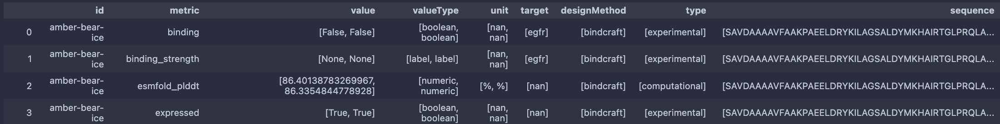 id metric value valueType unit target designMethod type sequence
0 amber-bear-ice binding [False, False] [boolean, boolean] [nan, nan] [egfr] [bindcraft] [experimental] [SAVDAAAAVFAAKPAEELDRYKILAGSALDYMKHAIRTGLPRQLA...
1 amber-bear-ice binding_strength [None, None] [label, label] [nan, nan] [egfr] [bindcraft] [experimental] [SAVDAAAAVFAAKPAEELDRYKILAGSALDYMKHAIRTGLPRQLA...
2 amber-bear-ice esmfold_plddt [86.40138783269967, 86.3354844778928] [numeric, numeric] [%, %] [nan] [bindcraft] [computational] [SAVDAAAAVFAAKPAEELDRYKILAGSALDYMKHAIRTGLPRQLA...
3 amber-bear-ice expressed [True, True] [boolean, boolean] [nan, nan] [nan] [bindcraft] [experimental] [SAVDAAAAVFAAKPAEELDRYKILAGSALDYMKHAIRTGLPRQLA...